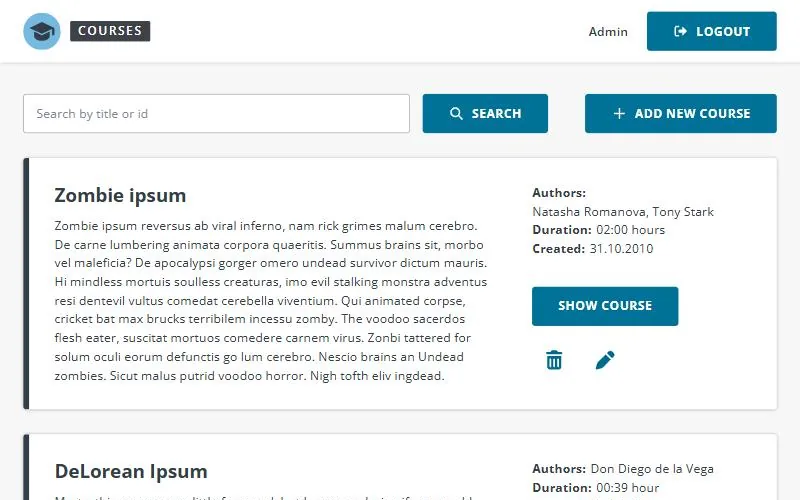 COURSES
Admin
LOGOUT
Search by title or id
SEARCH
ADD NEW COURSE
Zombie ipsum
Zombie ipsum reversus ab viral inferno, nam rick grimes malum cerebro.
De carne lumbering animata corpora quaeritis. Summus brains sit, morbo
vel maleficia? De apocalypsi gorger omero undead survivor dictum mauris.
Hi mindless mortuis soulless creaturas, imo evil stalking monstra adventus
resi dentevil vultus comedat cerebella viventium. Qui animated corpse,
cricket bat max brucks terribilem incessu zomby. The voodoo sacerdos
flesh eater, suscitat mortuos comedere carnem virus. Zonbi tattered for
solum oculi eorum defunctis go lum cerebro. Nescio brains an Undead
zombies. Sicut malus putrid voodoo horror. Nigh tofth eliv ingdead.
Authors:
Natasha Romanova, Tony Stark
Duration: 02:00 hours
Created: 31.10.2010
SHOW COURSE
DeLorean Ipsum
Authors: Don Diego de la Vega
Duration: 00:39 hour